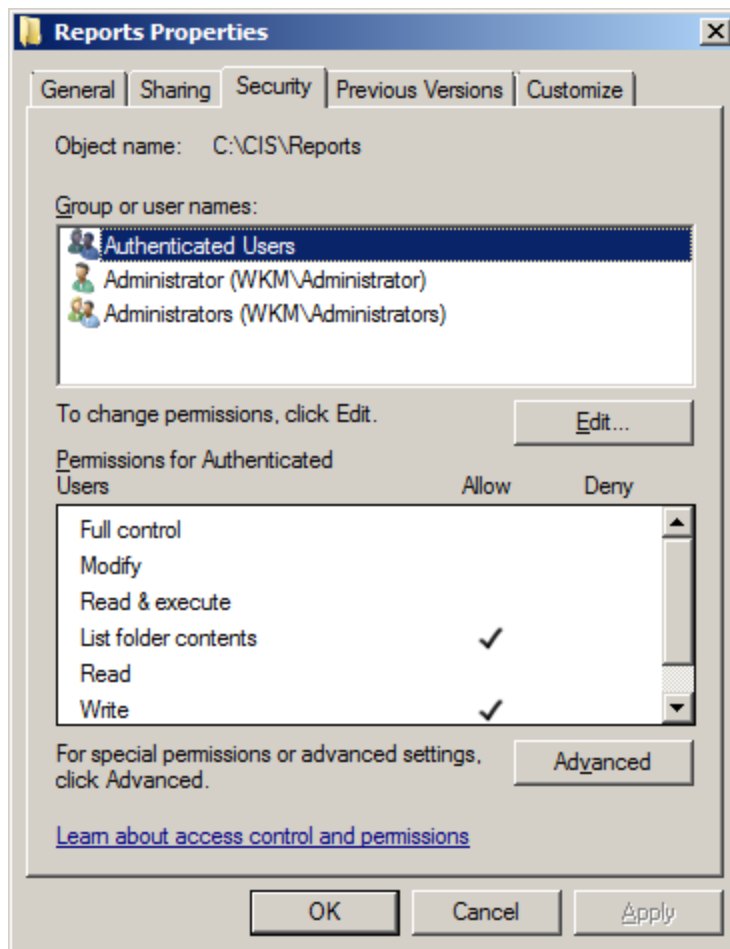 Reports Properties
General Sharing Security Previous Versions Customize
Object name: C:\CIS\Reports
Group or user names:
Authenticated Users
Administrator (WKM\Administrator)
Administrators (WKM\Administrators)
To change permissions, click Edit.
Edit...
Permissions for Authenticated
Users Allow Deny
Full control
Modify
Read & execute
List folder contents
Read
Write
For special permissions or advanced settings,
click Advanced.
Advanced
Learn about access control and permissions
OK Cancel Apply